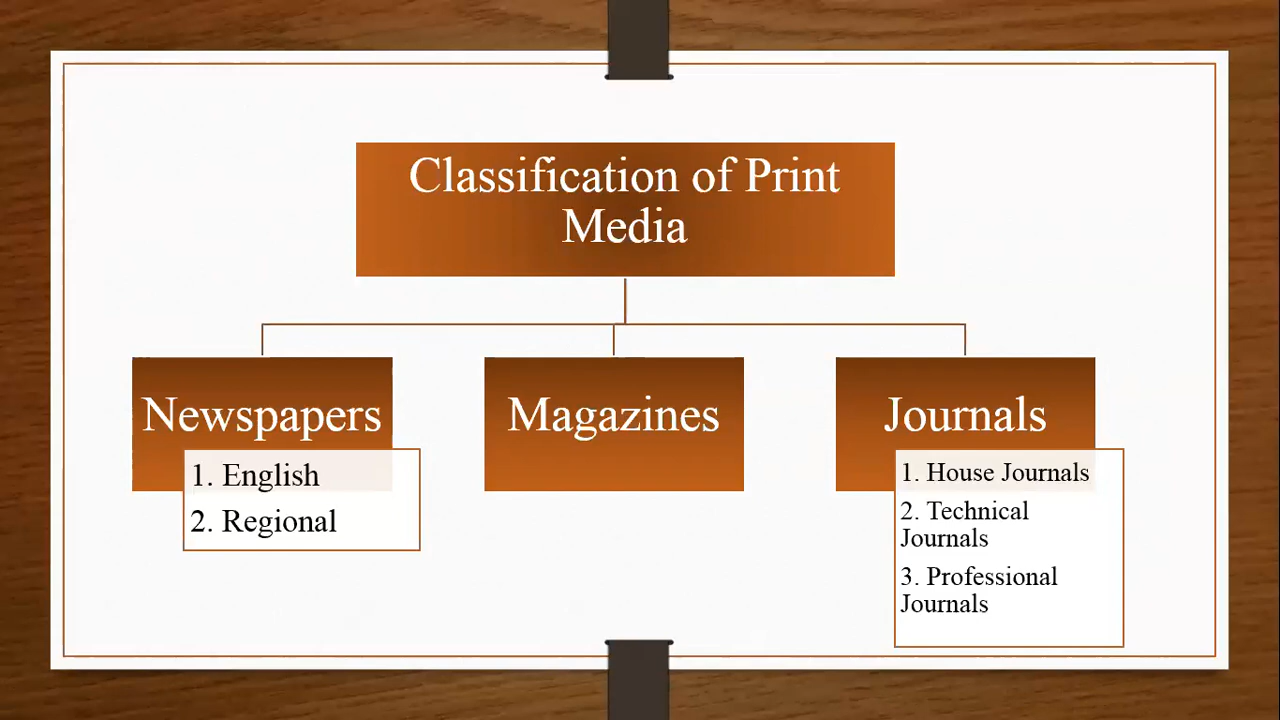 Classification of Print
Media
Newspapers
1. English
2. Regional
Magazines
Journals
1. House Journals
2. Technical
Journals
3. Professional
Journals